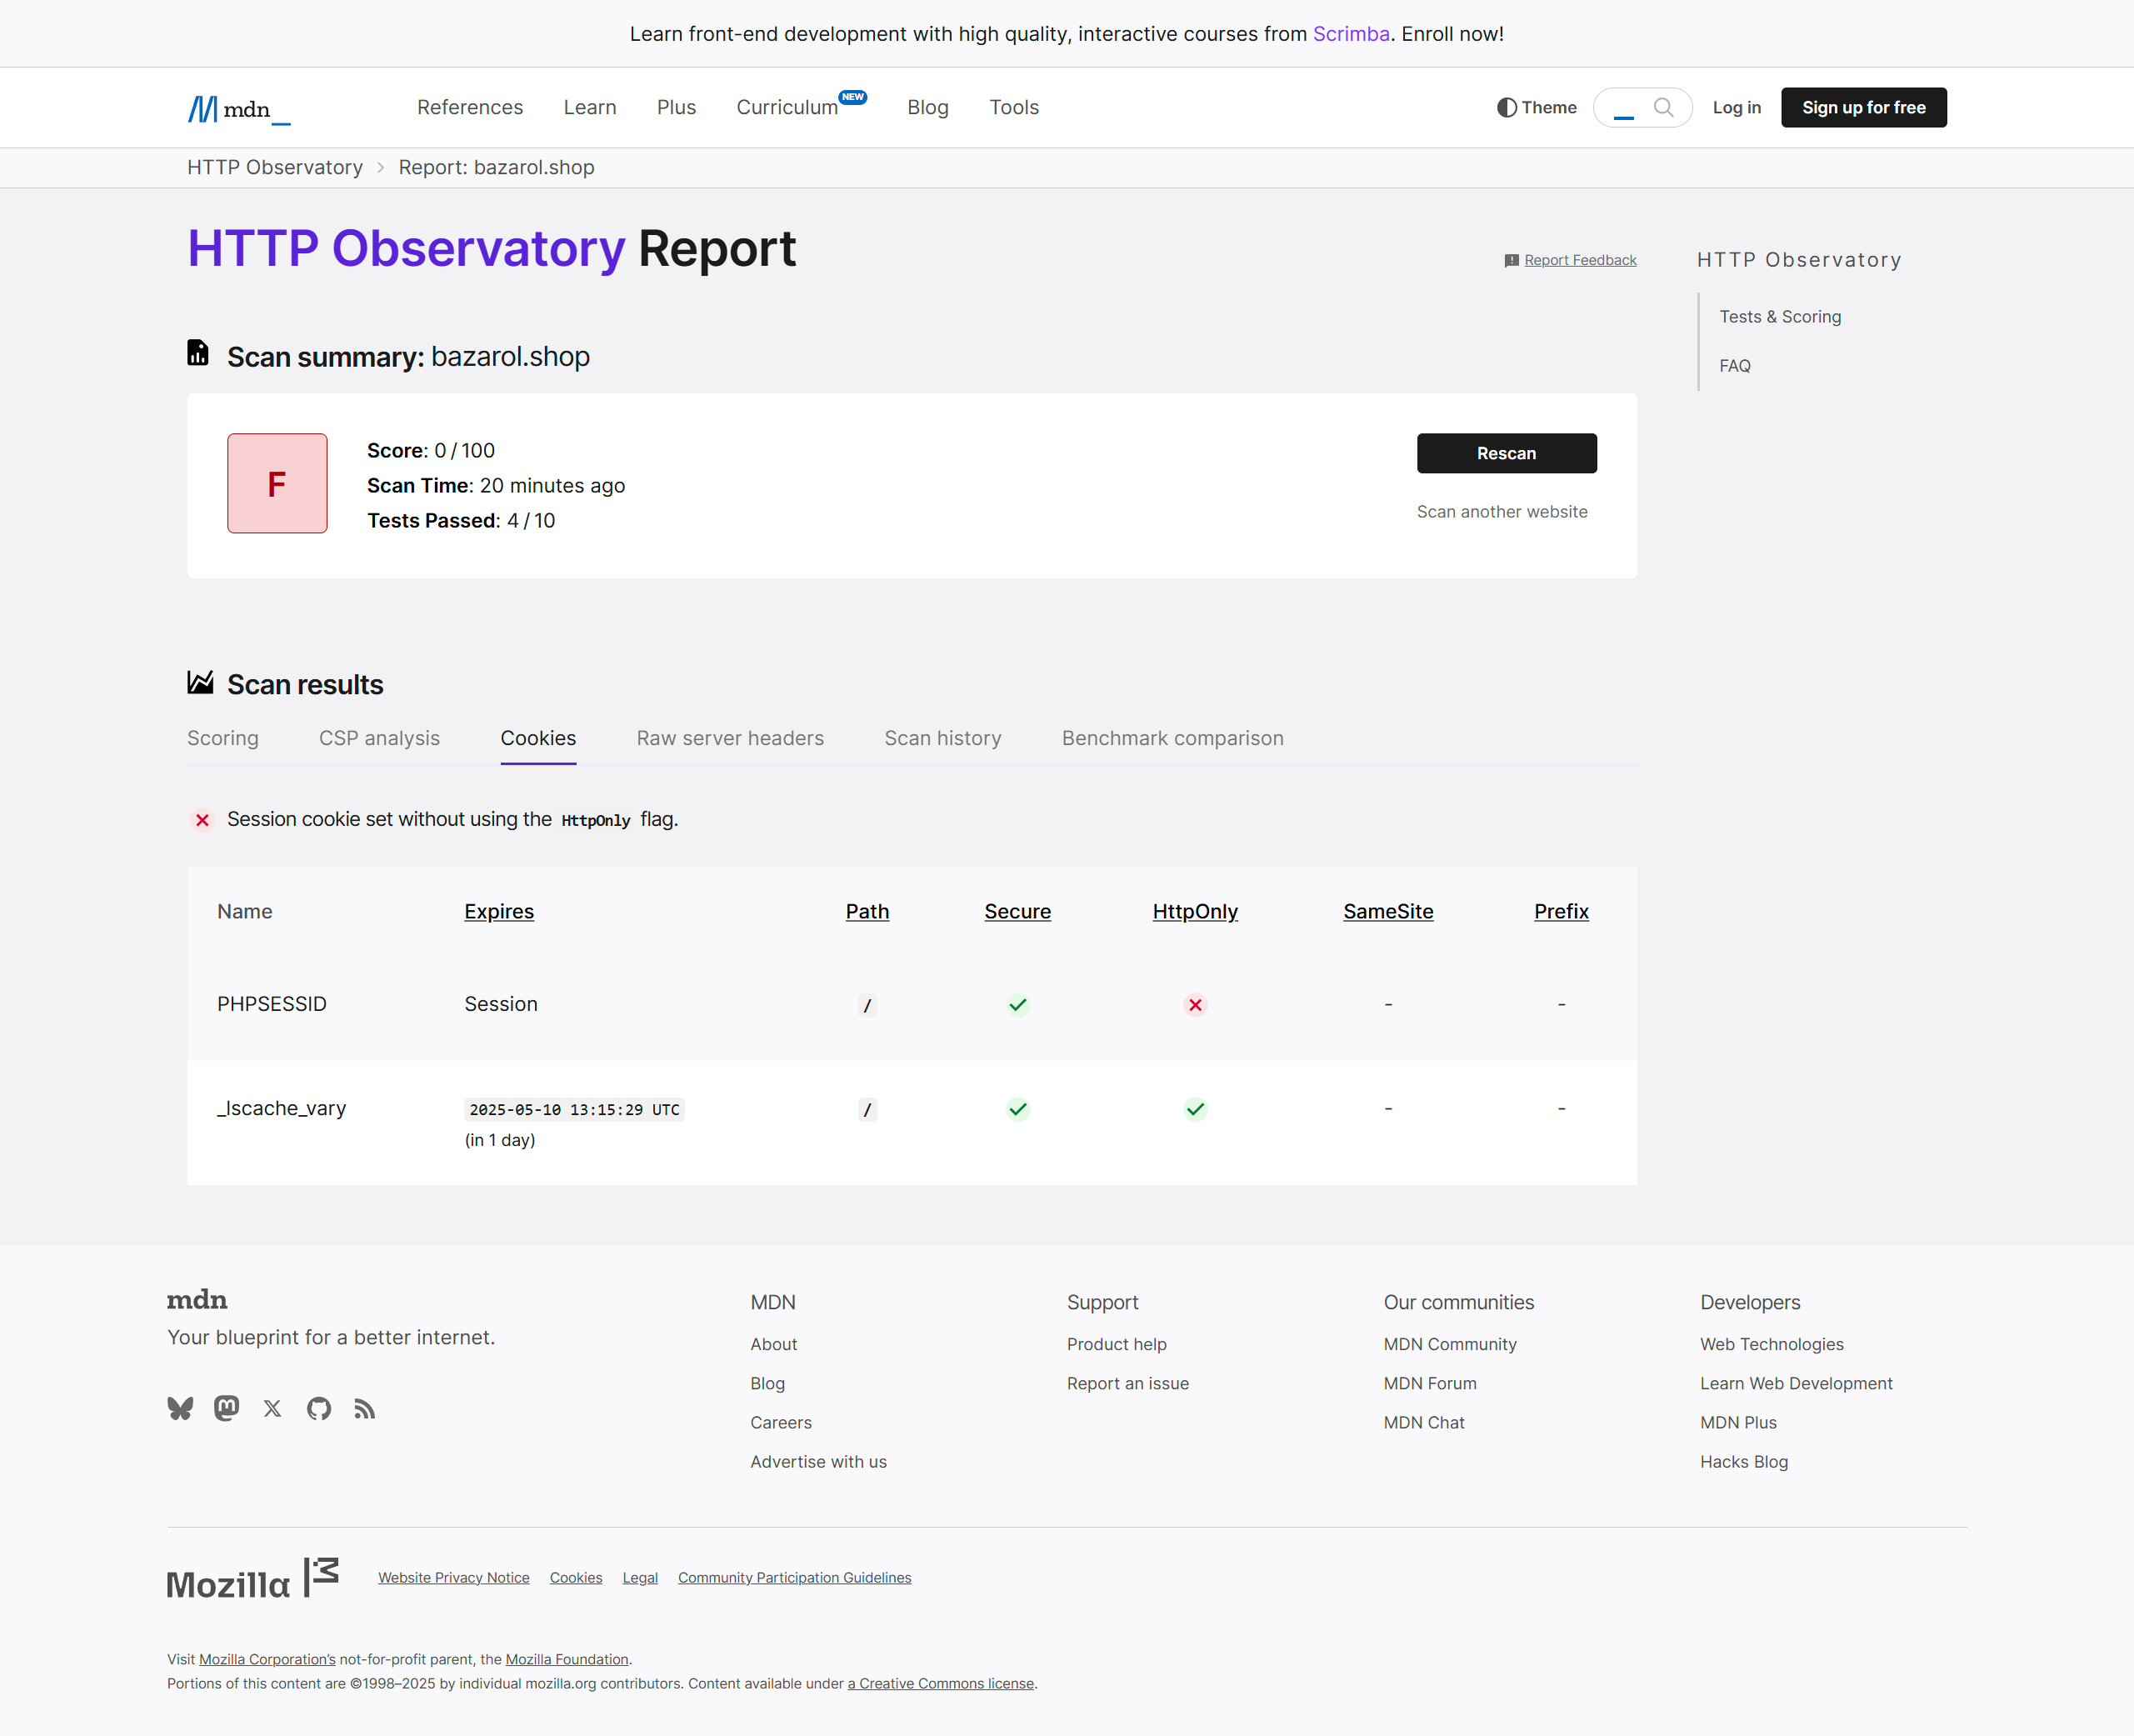 Learn front-end development with high quality, interactive courses from Scrimba. Enroll now!
mdn_
References Learn Plus Curriculum NEW Blog Tools
Theme
Log in
Sign up for free
HTTP Observatory > Report: bazarol.shop
HTTP Observatory Report
Report Feedback
HTTP Observatory
Tests & Scoring
FAQ
Scan summary: bazarol.shop
F
Score: 0 / 100
Scan Time: 20 minutes ago
Tests Passed: 4 / 10
Rescan
Scan another website
Scan results
Scoring CSP analysis Cookies Raw server headers Scan history Benchmark comparison
Session cookie set without using the HttpOnly flag.
Name Expires Path Secure HttpOnly SameSite Prefix
PHPSESSID Session / - -
_lscache_vary 2025-05-10 13:15:29 UTC / - -
(in 1 day)
mdn
Your blueprint for a better internet.
MDN
About
Blog
Careers
Advertise with us
Support
Product help
Report an issue
Our communities
MDN Community
MDN Forum
MDN Chat
Developers
Web Technologies
Learn Web Development
MDN Plus
Hacks Blog
Mozilla
Website Privacy Notice Cookies Legal Community Participation Guidelines
Visit Mozilla Corporation's not-for-profit parent, the Mozilla Foundation.
Portions of this content are ©1998–2025 by individual mozilla.org contributors. Content available under a Creative Commons license.